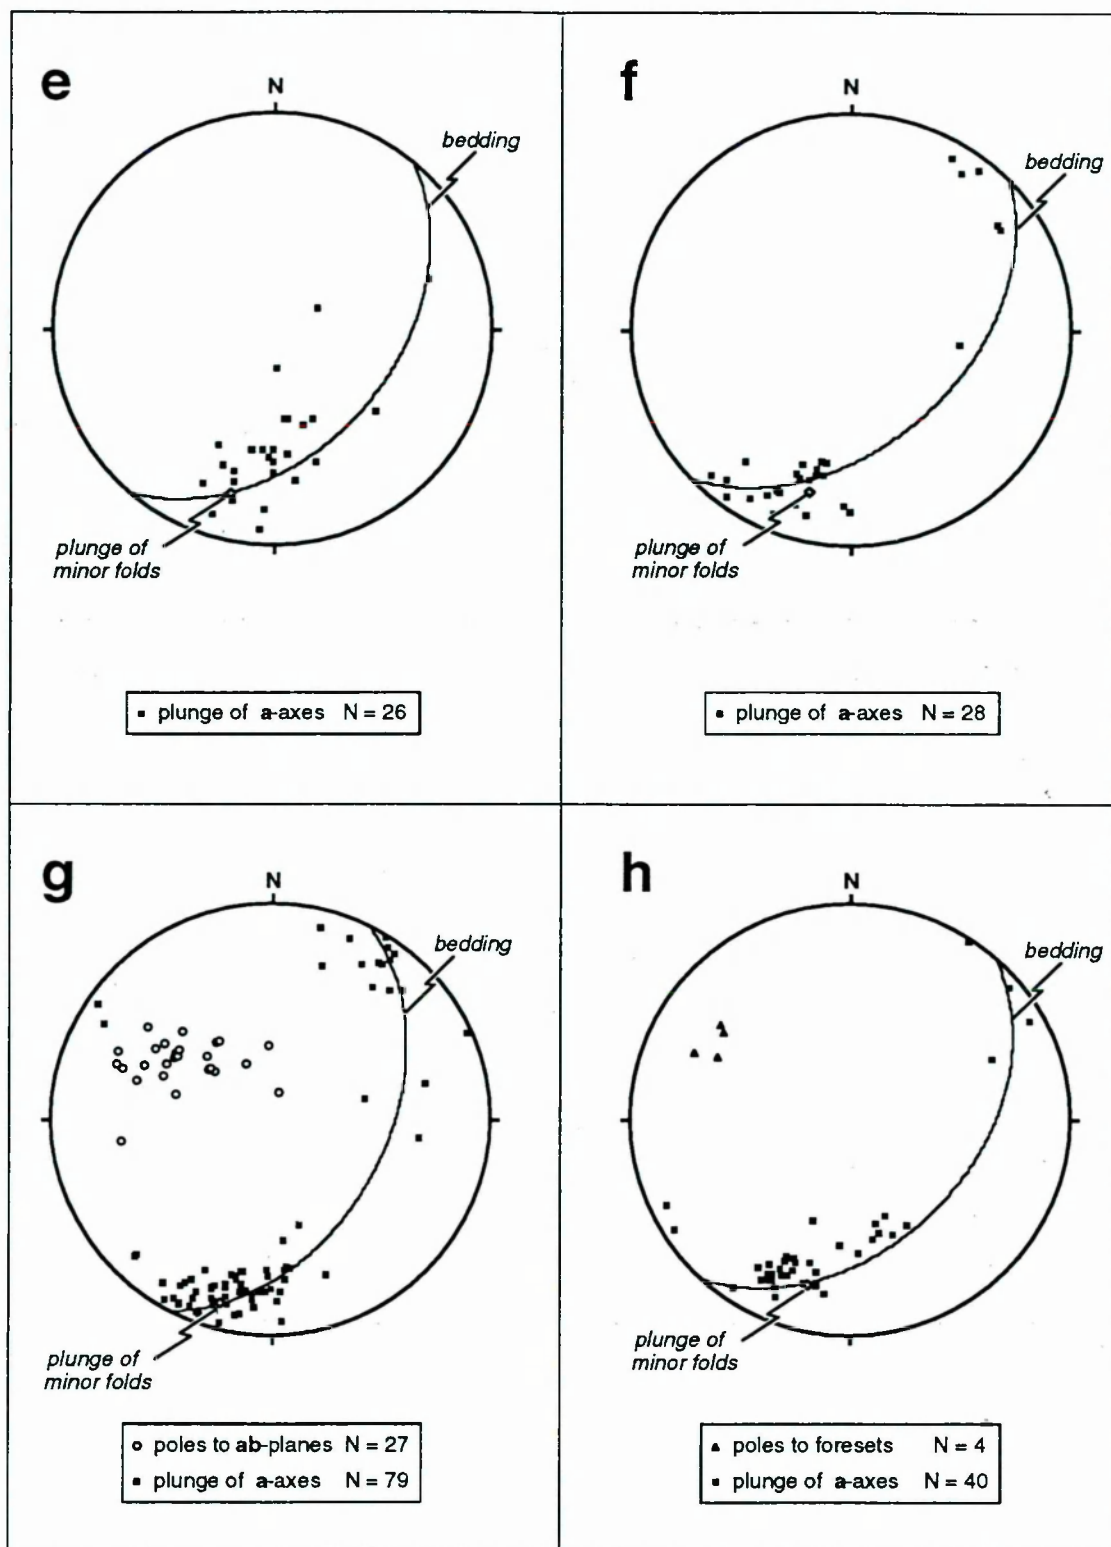 e
N
bedding
plunge of
minor folds
▪ plunge of a-axes N = 26
f
N
bedding
plunge of
minor folds
▪ plunge of a-axes N = 28
g
N
bedding
plunge of
minor folds
○ poles to ab-planes N = 27
▪ plunge of a-axes N = 79
h
N
bedding
plunge of
minor folds
▲ poles to foresets N = 4
▪ plunge of a-axes N = 40